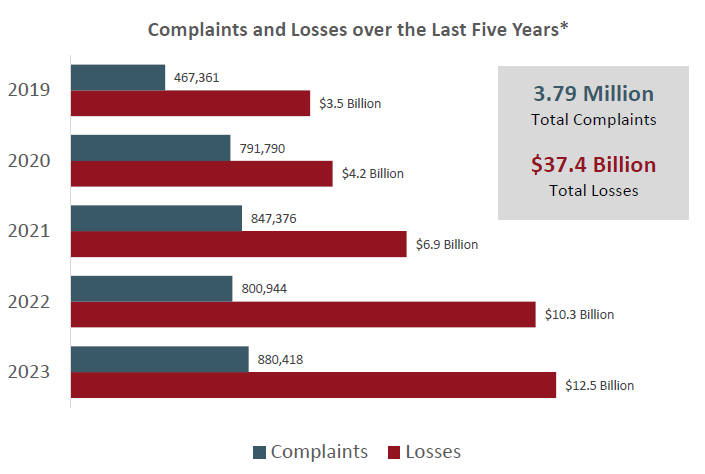 Complaints and Losses over the Last Five Years*
2019
467,361
$3.5 Billion
2020
791,790
$4.2 Billion
2021
847,376
$6.9 Billion
2022
800,944
$10.3 Billion
2023
880,418
$12.5 Billion
3.79 Million
Total Complaints
$37.4 Billion
Total Losses
Complaints
Losses